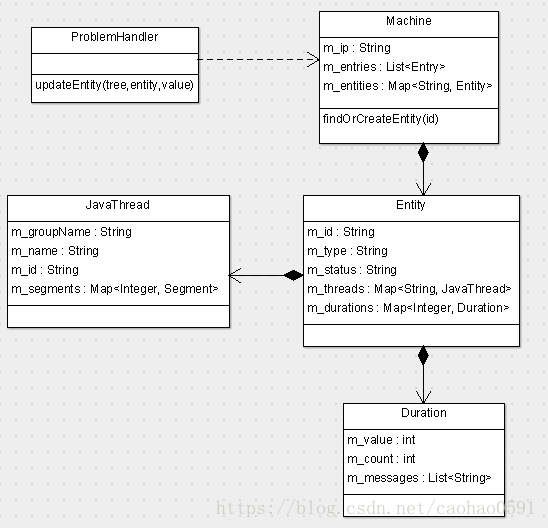 ProblemHandler
updateEntity(tree,entity,value)
Machine
m_ip : String
m_entries : List<Entry>
m_entities : Map<String, Entity>
findOrCreateEntity(id)
JavaThread
m_groupName : String
m_name : String
m_id : String
m_segments : Map<Integer, Segment>
Entity
m_id : String
m_type : String
m_status : String
m_threads : Map<String, JavaThread>
m_durations : Map<Integer, Duration>
Duration
m_value : int
m_count : int
m_messages : List<String>
https://blog.csdn.net/caohao0591